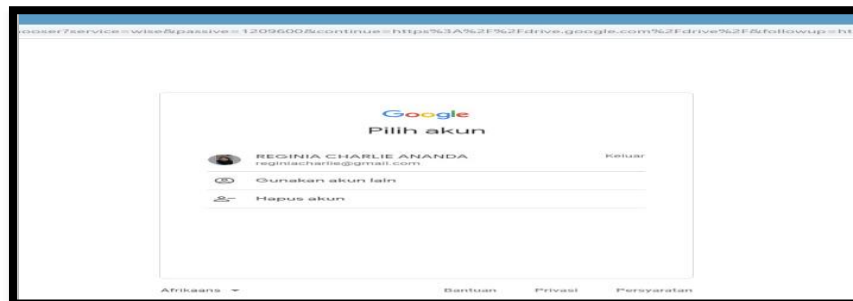 ooser?service=wise&passive=1209600&continue=https%3A%2F%2Fdrive.google.com%2Fdrive%2F&followup=ht
Google
Pilih akun
REGINIA CHARLIE ANANDA Keluar
reginiacharlie@gmail.com
Gunakan akun lain
Hapus akun
Afrikaans Bantuan Privasi Persyaratan